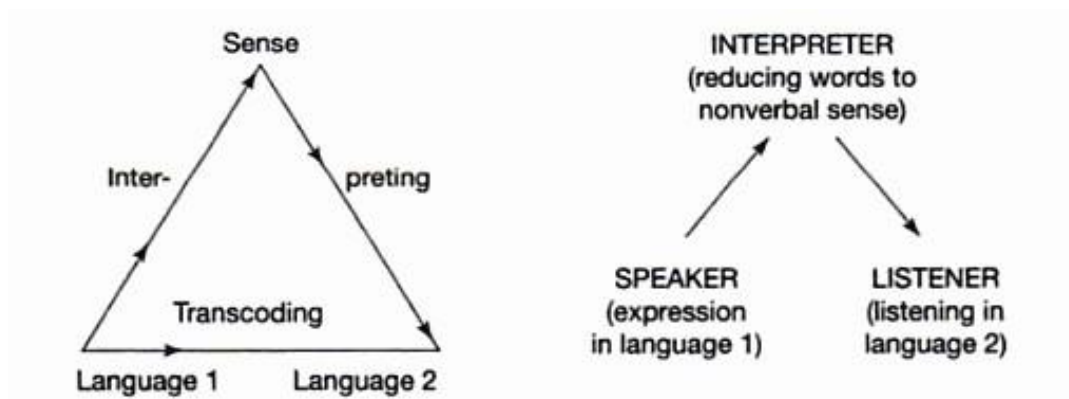 Sense
Inter-
preting
Transcoding
Language 1
Language 2
INTERPRETER
(reducing words to
nonverbal sense)
SPEAKER
(expression
in language 1)
LISTENER
(listening in
language 2)